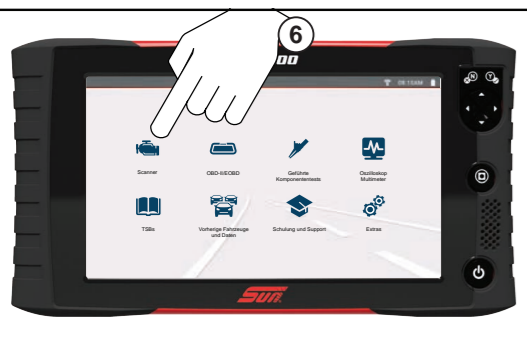 6
00
08:15AM
N Y
Scanner
OBD-II/EOBD
Geführte
Komponententests
Oszilloskop
Multimeter
TSBs
Vorherige Fahrzeuge
und Daten
Schulung und Support
Extras
Sun